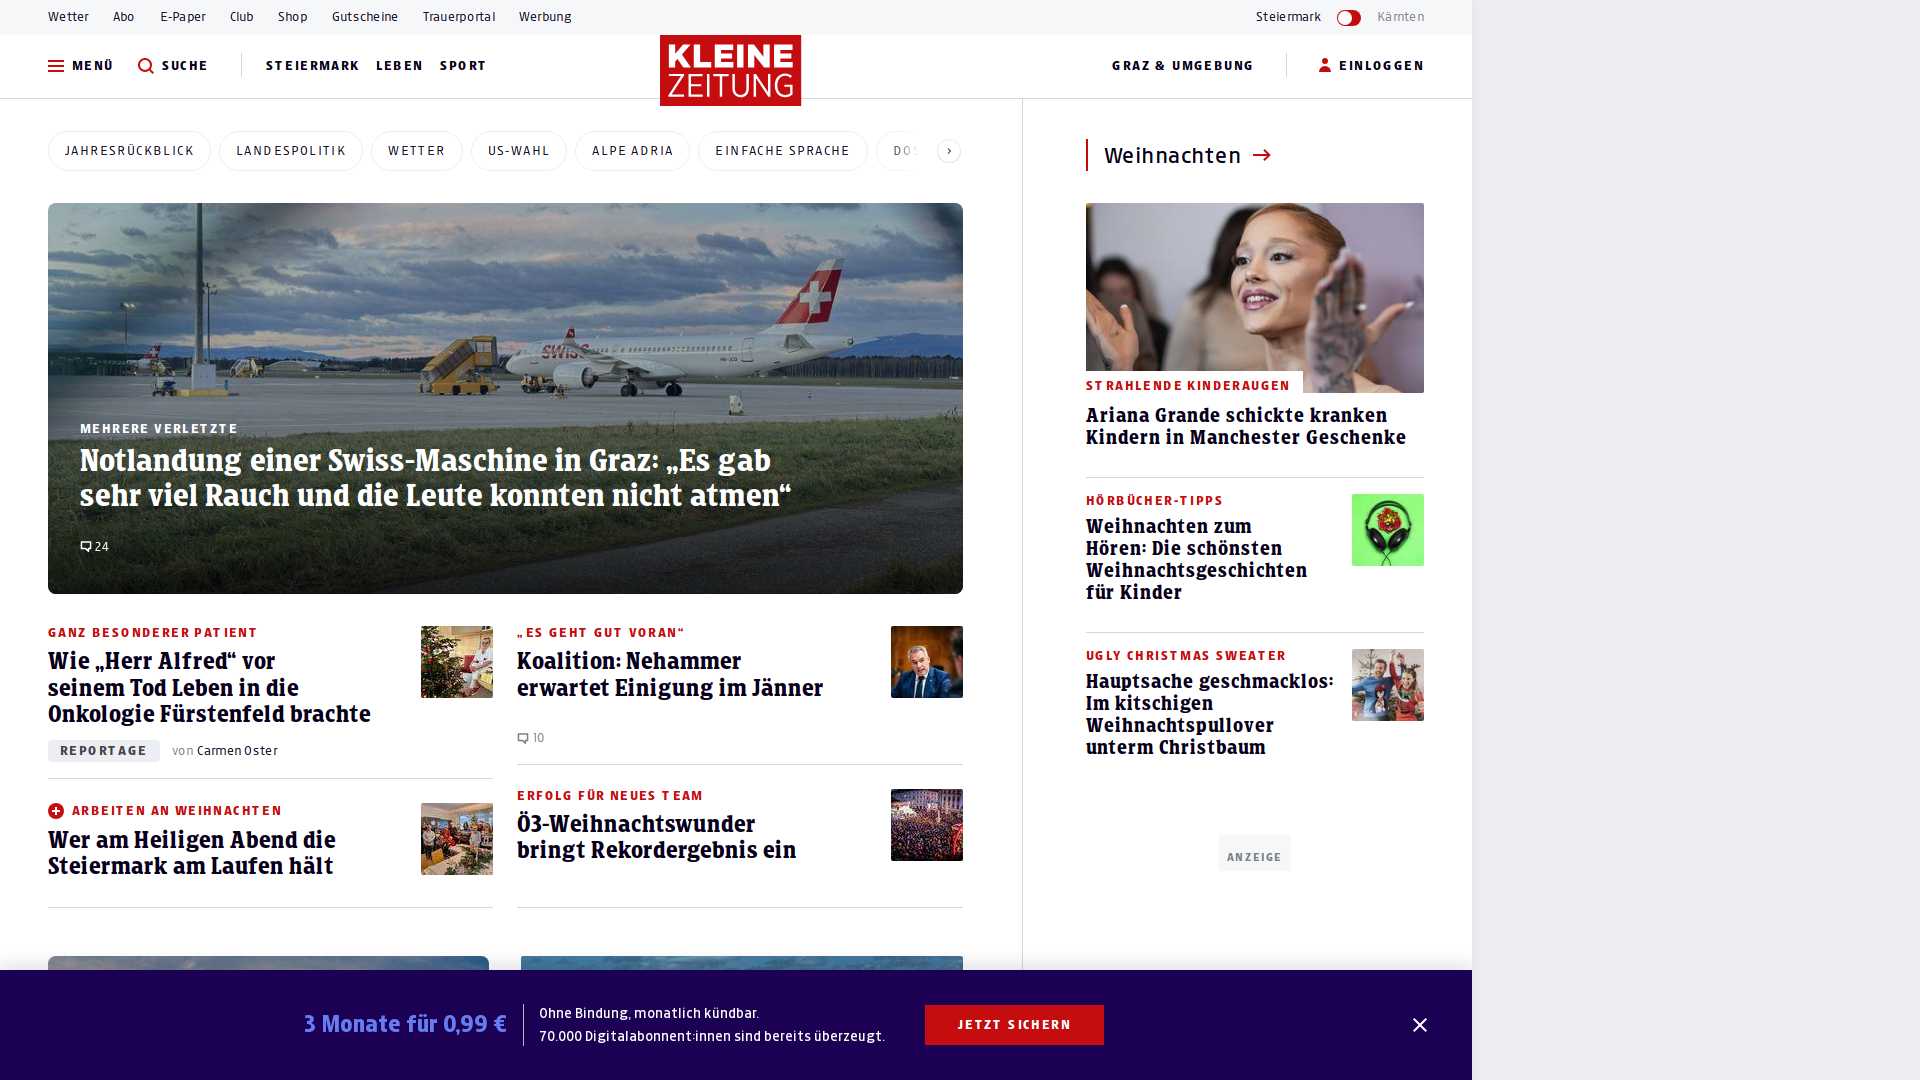 Wetter
Abo
E-Paper
Club
Shop
Gutscheine
Trauerportal
Werbung
Steiermark
Kärnten
MENÜ
SUCHE
STEIERMARK
LEBEN
SPORT
KLEINE
ZEITUNG
GRAZ & UMGEBUNG
EINLOGGEN
JAHRESRÜCKBLICK
LANDESPOLITIK
WETTER
US-WAHL
ALPE ADRIA
EINFACHE SPRACHE
SWISS
MEHRERE VERLETZTE
Notlandung einer Swiss-Maschine in Graz: „Es gab
sehr viel Rauch und die Leute konnten nicht atmen“
24
GANZ BESONDERER PATIENT
Wie „Herr Alfred“ vor
seinem Tod Leben in die
Onkologie Fürstenfeld brachte
REPORTAGE
von Carmen Oster
ARBEITEN AN WEIHNACHTEN
Wer am Heiligen Abend die
Steiermark am Laufen hält
„ES GEHT GUT VORAN“
Koalition: Nehammer
erwartet Einigung im Jänner
10
ERFOLG FÜR NEUES TEAM
Ö3-Weihnachtswunder
bringt Rekordergebnis ein
Weihnachten
STRAHLENDE KINDERAUGEN
Ariana Grande schickte kranken
Kindern in Manchester Geschenke
HÖRBÜCHER-TIPPS
Weihnachten zum
Hören: Die schönsten
Weihnachtsgeschichten
für Kinder
UGLY CHRISTMAS SWEATER
Hauptsache geschmacklos:
Im kitschigen
Weihnachtspullover
unterm Christbaum
ANZEIGE
3 Monate für 0,99 €
Ohne Bindung, monatlich kündbar.
70.000 Digitalabonnent:innen sind bereits überzeugt.
JETZT SICHERN